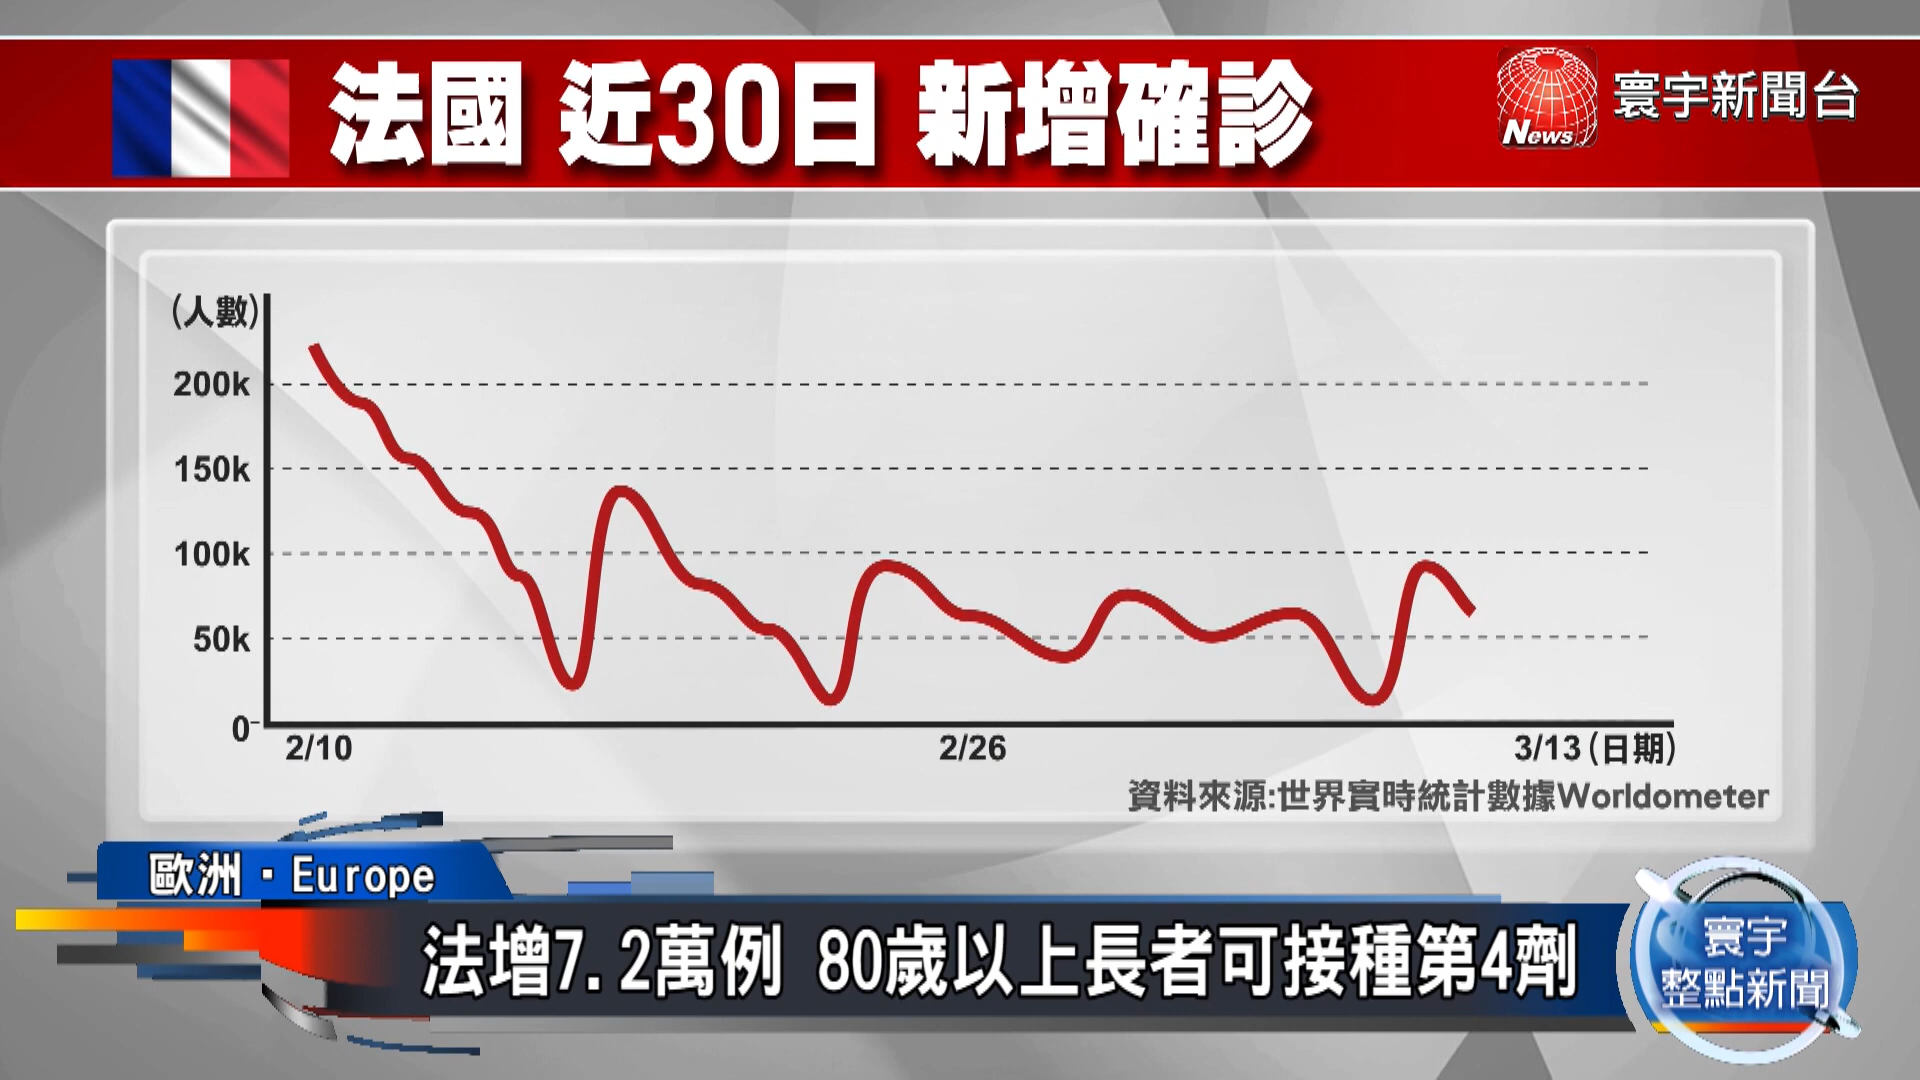 法國 近30日 新增確診
News
寰宇新聞台
(人數)
200k
150k
100k
50k
0
2/10
2/26
3/13(日期)
資料來源:世界實時統計數據Worldometer
歐洲·Europe
法增7.2萬例 80歲以上長者可接種第4劑
寰宇
整點新聞